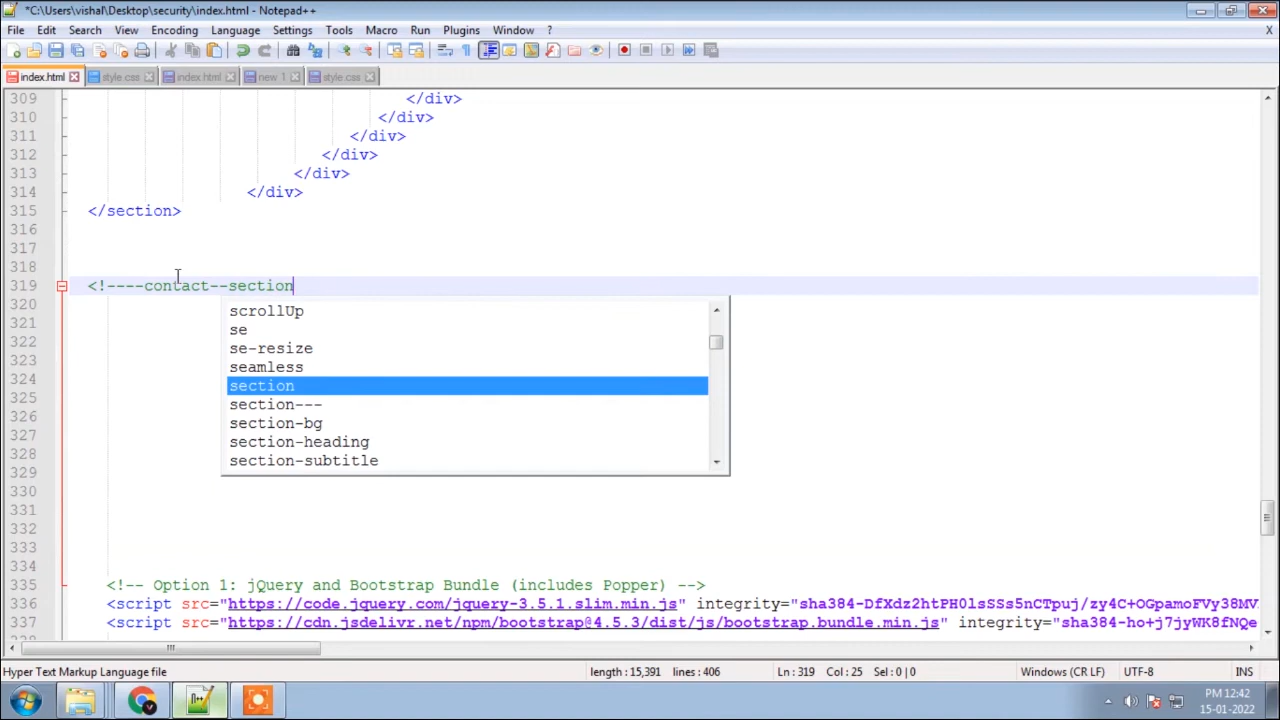 *C:\Users\vishal\Desktop\security\index.html - Notepad++
File Edit Search View Encoding Language Settings Tools Macro Run Plugins Window ? X
index.html style.css index.html new 1 style.css
309 </div>
310 </div>
311 </div>
312 </div>
313 </div>
314 </div>
315 </section>
316
317
318
319 <!----contact--section
320 scrollUp
321 se
322 se-resize
323 seamless
324 section
325 section---
326 section-bg
327 section-heading
328 section-subtitle
329
330
331
332
333
334
335 <!-- Option 1: jQuery and Bootstrap Bundle (includes Popper) -->
336 <script src="https://code.jquery.com/jquery-3.5.1.slim.min.js" integrity="sha384-DfXdz2htPH0lsSSs5nCTpuj/zy4C+OGpamoFVy38MV
337 <script src="https://cdn.jsdelivr.net/npm/bootstrap@4.5.3/dist/js/bootstrap.bundle.min.js" integrity="sha384-ho+j7jyWK8fNQe
Hyper Text Markup Language file length : 15,391 lines : 406 Ln : 319 Col : 25 Sel : 0 | 0 Windows (CR LF) UTF-8 INS
PM 12:42
15-01-2022